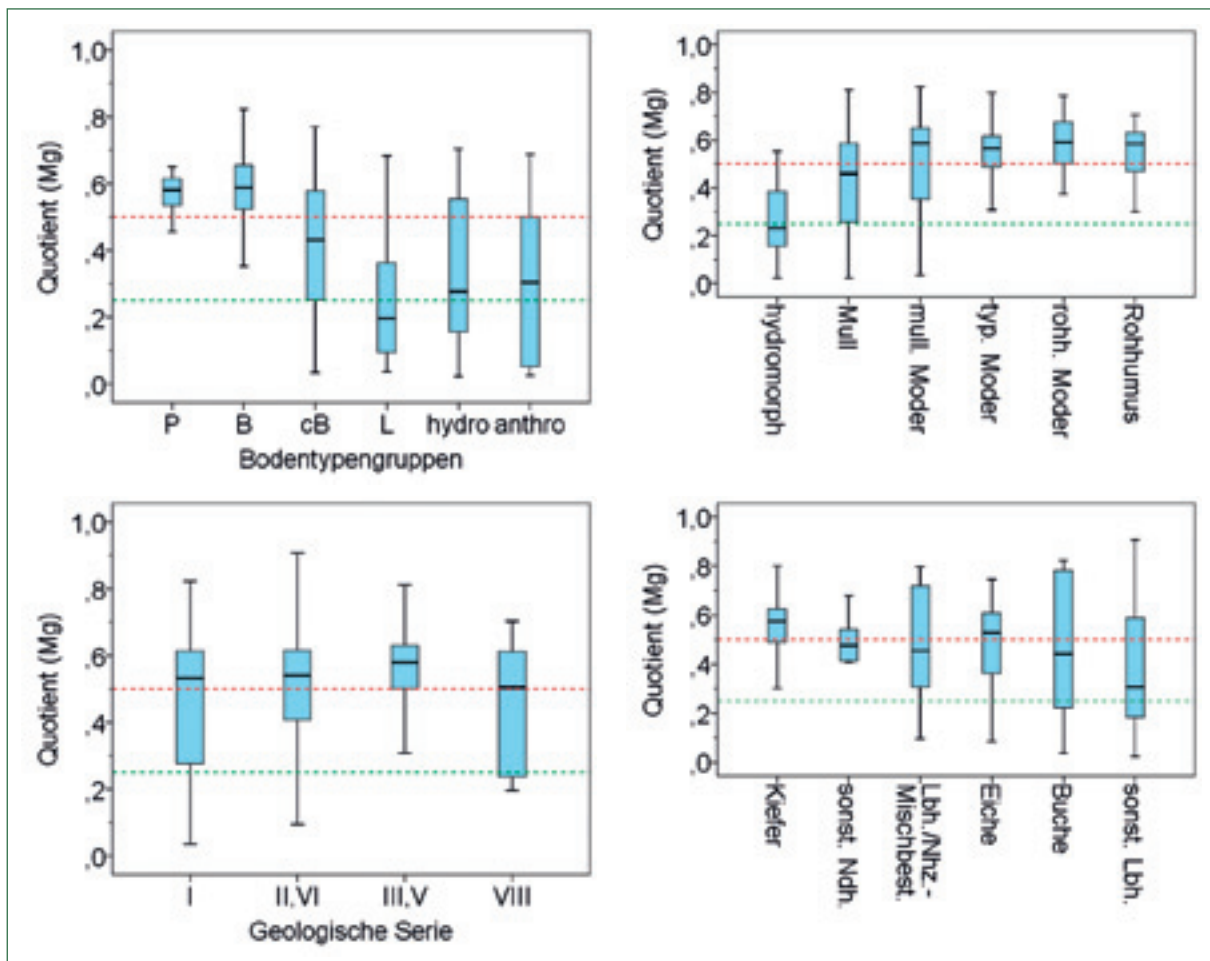 Quotient (Mg)
1,0
,8
,6
,4
,2
,0
P B cB L hydro anthro
Bodentypengruppen
Quotient (Mg)
1,0
,8
,6
,4
,2
,0
hydromorph
Mull
mull. Moder
typ. Moder
rohh. Moder
Rohhumus
Quotient (Mg)
1,0
,8
,6
,4
,2
,0
I II,VI III,V VIII
Geologische Serie
Quotient (Mg)
1,0
,8
,6
,4
,2
,0
Kiefer
sonst. Ndh.
Lbh./Nhz.-
Mischbest.
Eiche
Buche
sonst. Lbh.